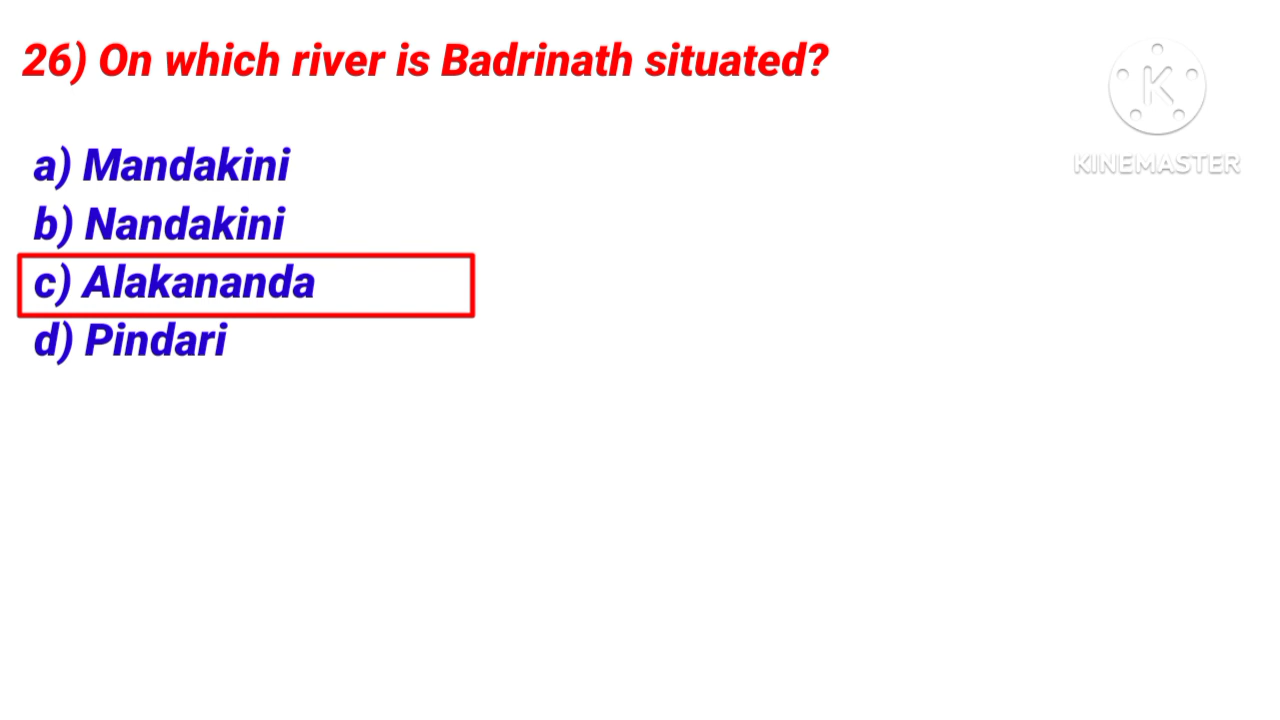 26) On which river is Badrinath situated?
K
KINEMASTER
a) Mandakini
b) Nandakini
c) Alakananda
d) Pindari